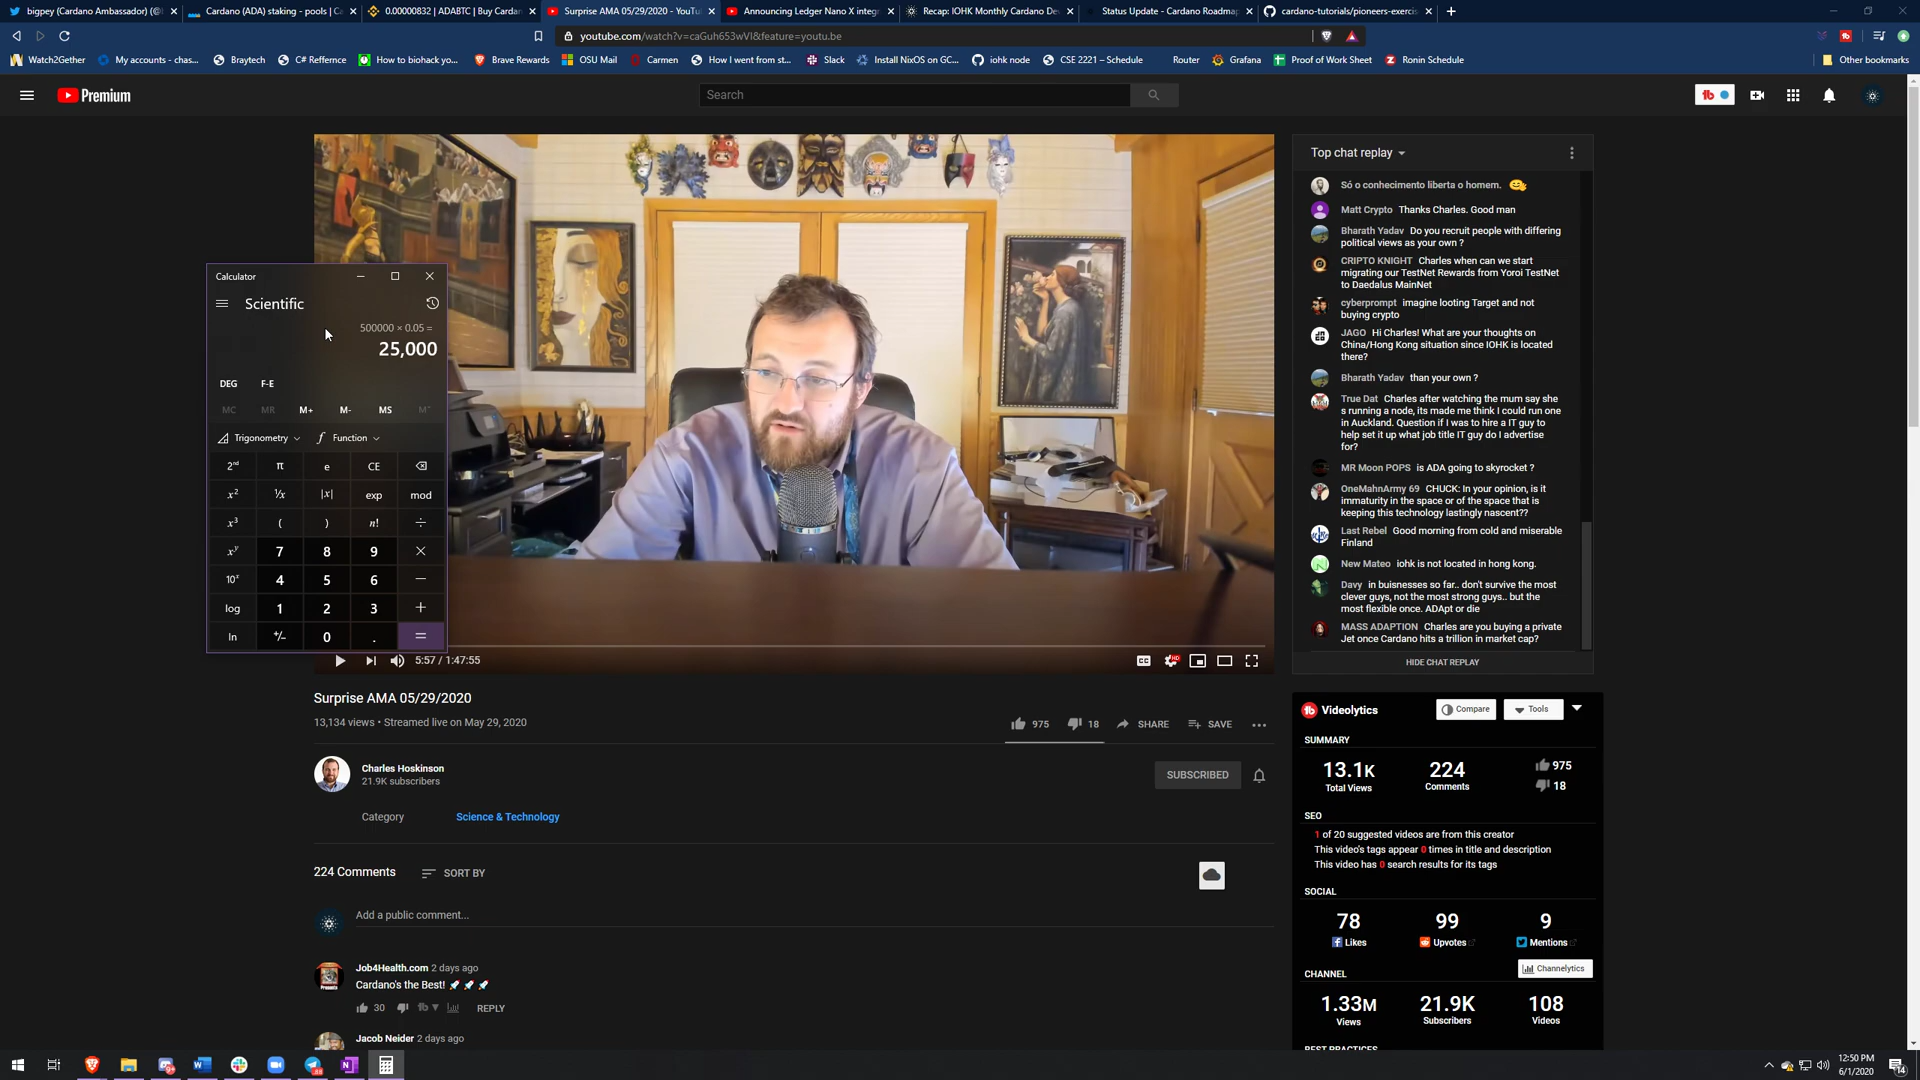 bigpey (Cardano Ambassador) (@l
Cardano (ADA) staking - pools | C
0.00000832 | ADABTC | Buy Cardan
Surprise AMA 05/29/2020 - YouTu
Announcing Ledger Nano X integ
Recap: IOHK Monthly Cardano De
Status Update - Cardano Roadmap
cardano-tutorials/pioneers-exercis
youtube.com/watch?v=caGuh653wVI&feature=youtu.be
Watch2Gether
My accounts - chas...
Braytech
C# Reffernce
How to biohack yo...
Brave Rewards
OSU Mail
Carmen
How I went from st...
Slack
Install NixOS on GC...
iohk node
CSE 2221 – Schedule
Router
Grafana
Proof of Work Sheet
Ronin Schedule
Other bookmarks
Premium
Search
Calculator
Scientific
500000 × 0.05 =
25,000
DEG F-E
MC MR M+ M- MS M˅
Trigonometry Function
2nd π e CE
x² ¹/x |x| exp mod
x³ ( ) n! ÷
xʸ 7 8 9 ×
10ˣ 4 5 6 −
log 1 2 3 +
ln +/− 0 . =
5:57 / 1:47:55
CC
HD
Top chat replay
Só o conhecimento liberta o homem.
Matt Crypto Thanks Charles. Good man
Bharath Yadav Do you recruit people with differing
political views as your own ?
CRIPTO KNIGHT Charles when can we start
migrating our TestNet Rewards from Yoroi TestNet
to Daedalus MainNet
cyberprompt imagine looting Target and not
buying crypto
JAGO Hi Charles! What are your thoughts on
China/Hong Kong situation since IOHK is located
there?
Bharath Yadav than your own ?
True Dat Charles after watching the mum say she
s running a node, its made me think I could run one
in Auckland. Question if I was to hire a IT guy to
help set it up what job title IT guy do I advertise
for?
MR Moon POPS is ADA going to skyrocket ?
OneMahnArmy 69 CHUCK: In your opinion, is it
immaturity in the space or of the space that is
keeping this technology lastingly nascent??
Last Rebel Good morning from cold and miserable
Finland
New Mateo iohk is not located in hong kong.
Davy in buisnesses so far.. don't survive the most
clever guys, not the most strong guys.. but the
most flexible once. ADApt or die
MASS ADAPTION Charles are you buying a private
Jet once Cardano hits a trillion in market cap?
HIDE CHAT REPLAY
Surprise AMA 05/29/2020
13,134 views • Streamed live on May 29, 2020
975 18 SHARE SAVE
Charles Hoskinson
21.9K subscribers
SUBSCRIBED
Category Science & Technology
224 Comments SORT BY
Add a public comment...
Job4Health.com 2 days ago
Cardano's the Best! 🚀 🚀 🚀
30 REPLY
Jacob Neider 2 days ago
Videolytics Compare Tools
SUMMARY
13.1K 224 975
Total Views Comments 18
SEO
1 of 20 suggested videos are from this creator
This video's tags appear 0 times in title and description
This video has 0 search results for its tags
SOCIAL
78 99 9
Likes Upvotes Mentions
CHANNEL Channelytics
1.33M 21.9K 108
Views Subscribers Videos
BEST PRACTICES
12:50 PM
6/1/2020